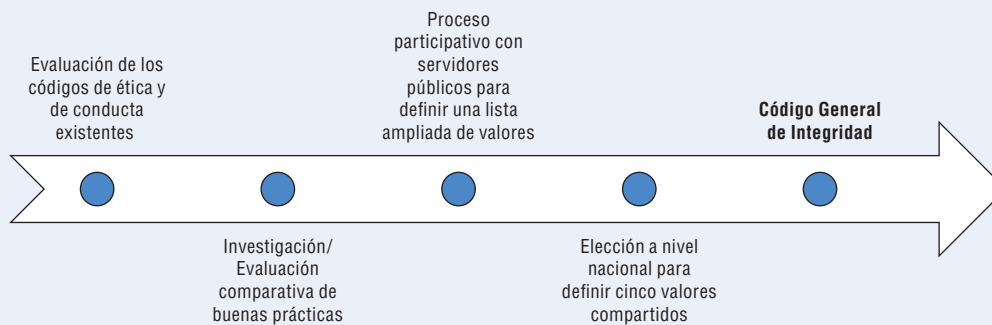 Evaluación de los
códigos de ética y
de conducta
existentes
Investigación/
Evaluación
comparativa de
buenas prácticas
Proceso
participativo con
servidores
públicos para
definir una lista
ampliada de valores
Elección a nivel
nacional para
definir cinco valores
compartidos
Código General
de Integridad